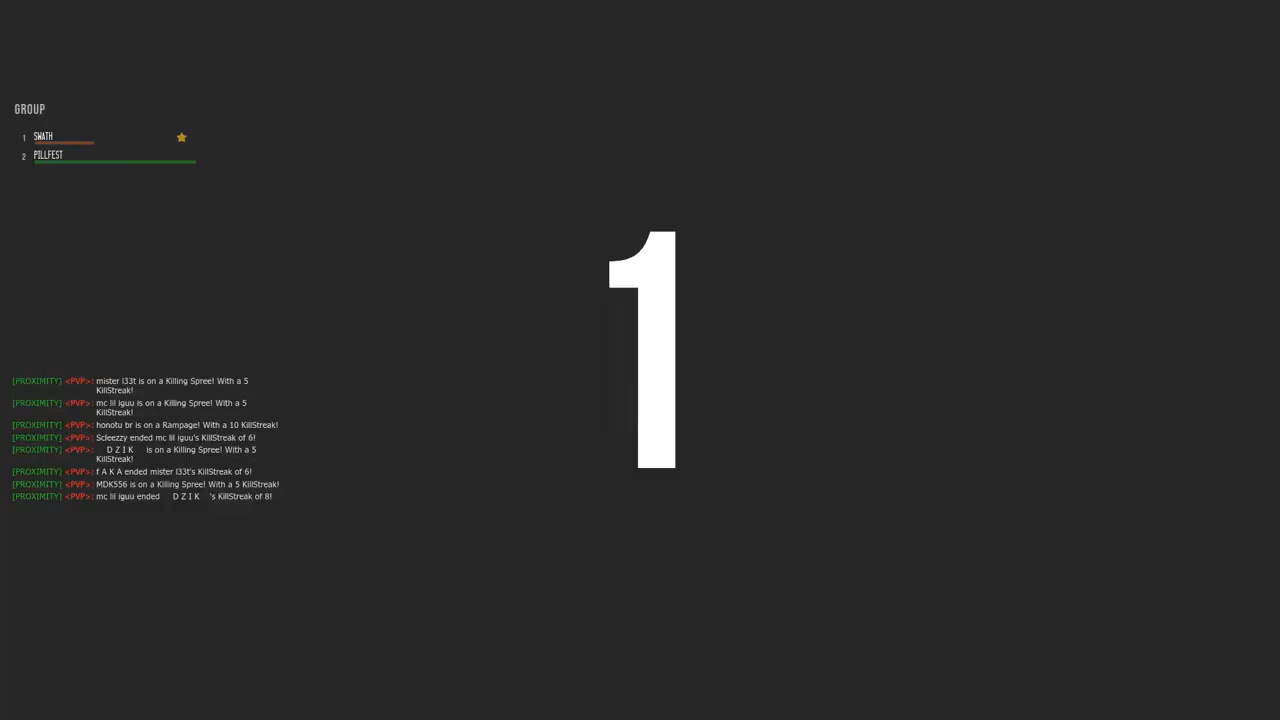 GROUP
1 SWATH
2 PILLFEST
1
[PROXIMITY] <PVP>: mister l33t is on a Killing Spree! With a 5
KillStreak!
[PROXIMITY] <PVP>: mc lil iguu is on a Killing Spree! With a 5
KillStreak!
[PROXIMITY] <PVP>: honotu br is on a Rampage! With a 10 KillStreak!
[PROXIMITY] <PVP>: Scleezzy ended mc lil iguu's KillStreak of 6!
[PROXIMITY] <PVP>: D Z I K is on a Killing Spree! With a 5
KillStreak!
[PROXIMITY] <PVP>: f A K A ended mister l33t's KillStreak of 6!
[PROXIMITY] <PVP>: MDK556 is on a Killing Spree! With a 5 KillStreak!
[PROXIMITY] <PVP>: mc lil iguu ended D Z I K 's KillStreak of 8!